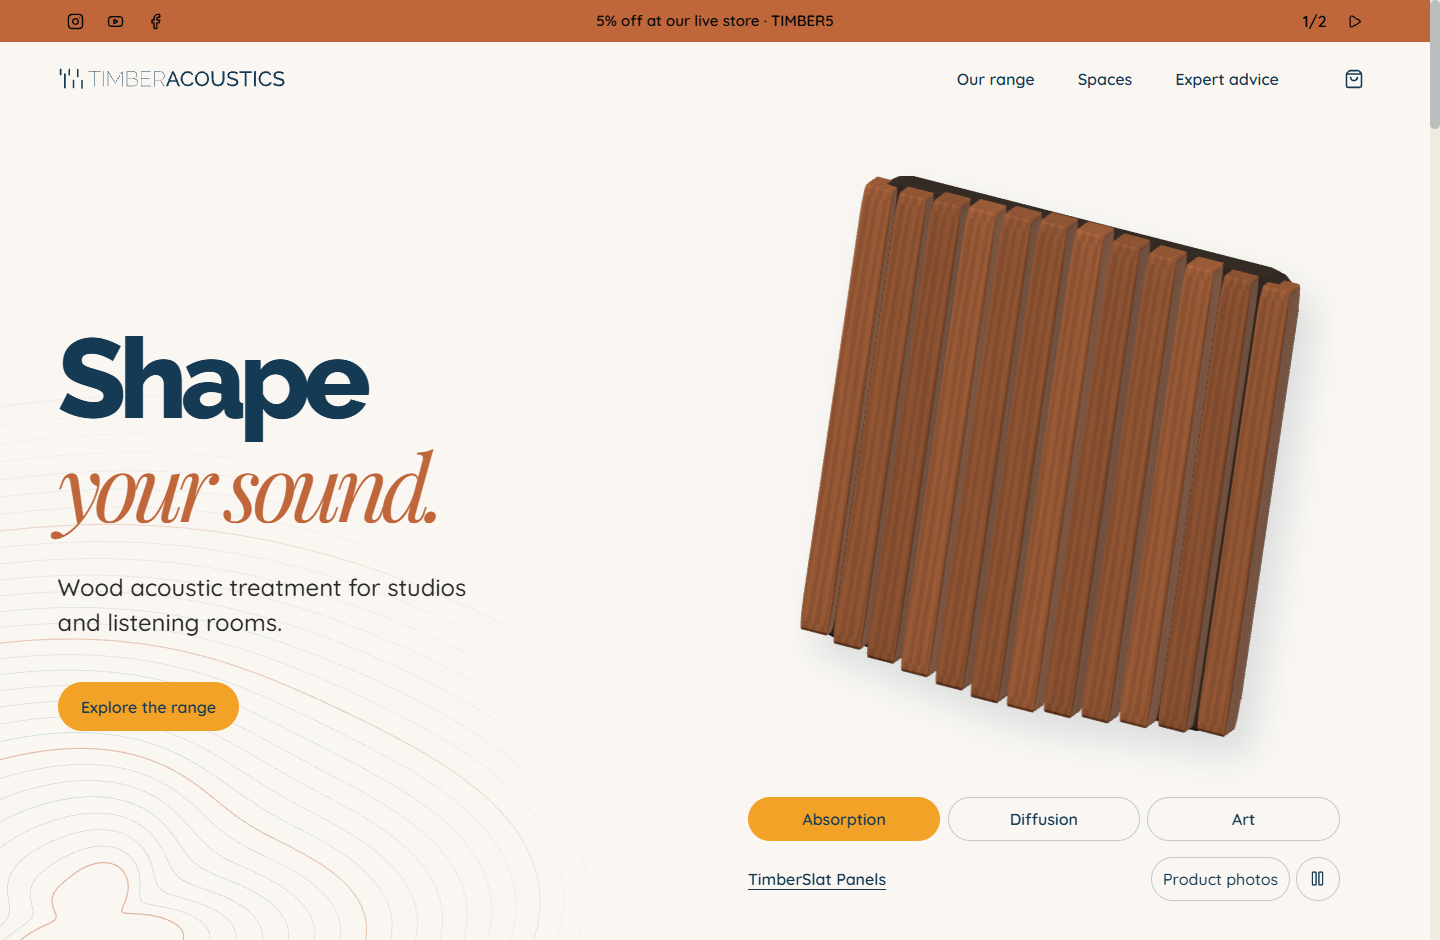 5% off at our live store · TIMBER5
1/2
TIMBERACOUSTICS
Our range
Spaces
Expert advice
Shape
your sound.
Wood acoustic treatment for studios
and listening rooms.
Explore the range
Absorption
Diffusion
Art
TimberSlat Panels
Product photos